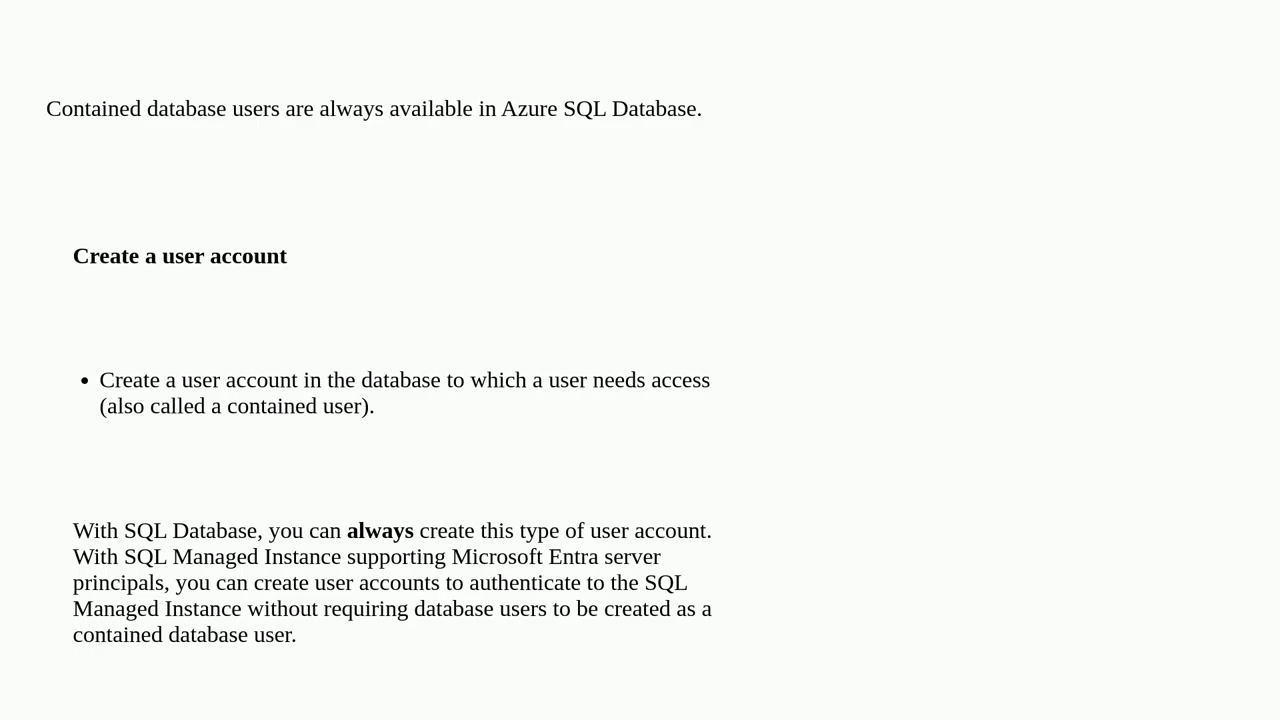 Contained database users are always available in Azure SQL Database.
Create a user account
• Create a user account in the database to which a user needs access
(also called a contained user).
With SQL Database, you can always create this type of user account.
With SQL Managed Instance supporting Microsoft Entra server
principals, you can create user accounts to authenticate to the SQL
Managed Instance without requiring database users to be created as a
contained database user.